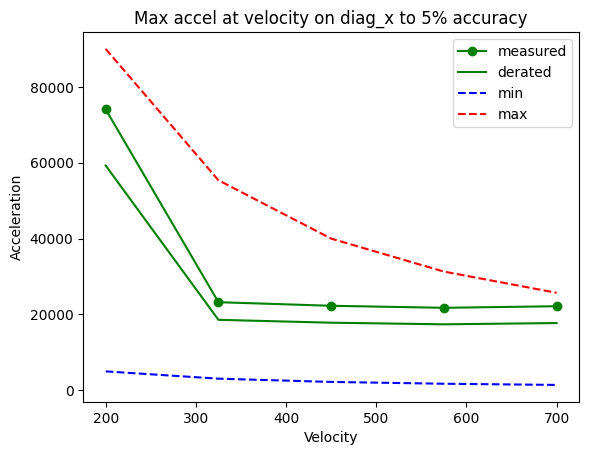 Max accel at velocity on diag_x to 5% accuracy
measured
derated
min
max
Acceleration
80000
60000
40000
20000
0
200
300
400
500
600
700
Velocity